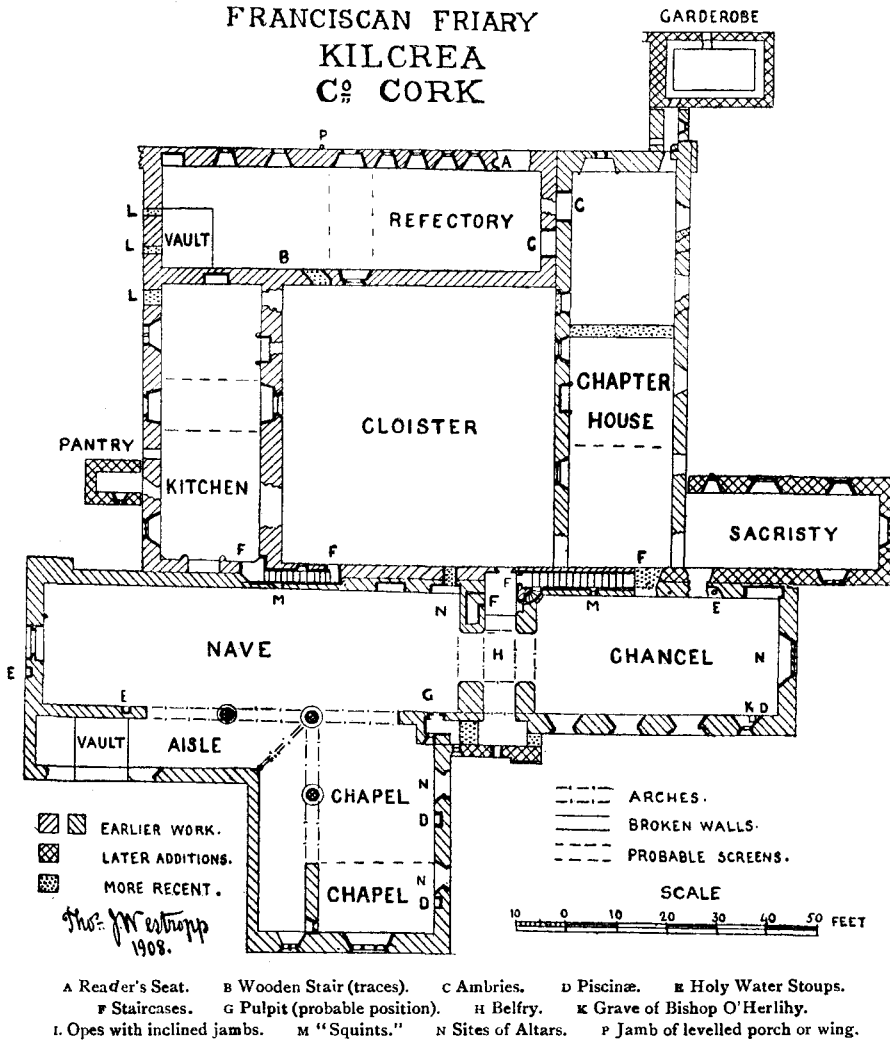 FRANCISCAN FRIARY
KILCREA
Co. CORK
GARDEROBE
P
A
L
REFECTORY
C
L
VAULT
B
C
L
CHAPTER
HOUSE
CLOISTER
PANTRY
KITCHEN
SACRISTY
F
F
F
F
M
N
F
M
E
NAVE
H
CHANCEL
N
E
E
G
K D
VAULT
AISLE
N
CHAPEL
D
N
CHAPEL
D
EARLIER WORK.
LATER ADDITIONS.
MORE RECENT.
Thos. J Westropp
1908.
ARCHES.
BROKEN WALLS.
PROBABLE SCREENS.
SCALE
10 0 10 20 30 40 50 FEET
A Reader's Seat. B Wooden Stair (traces). C Ambries. D Piscinæ. E Holy Water Stoups.
F Staircases. G Pulpit (probable position). H Belfry. K Grave of Bishop O'Herlihy.
L Opes with inclined jambs. M "Squints." N Sites of Altars. P Jamb of levelled porch or wing.